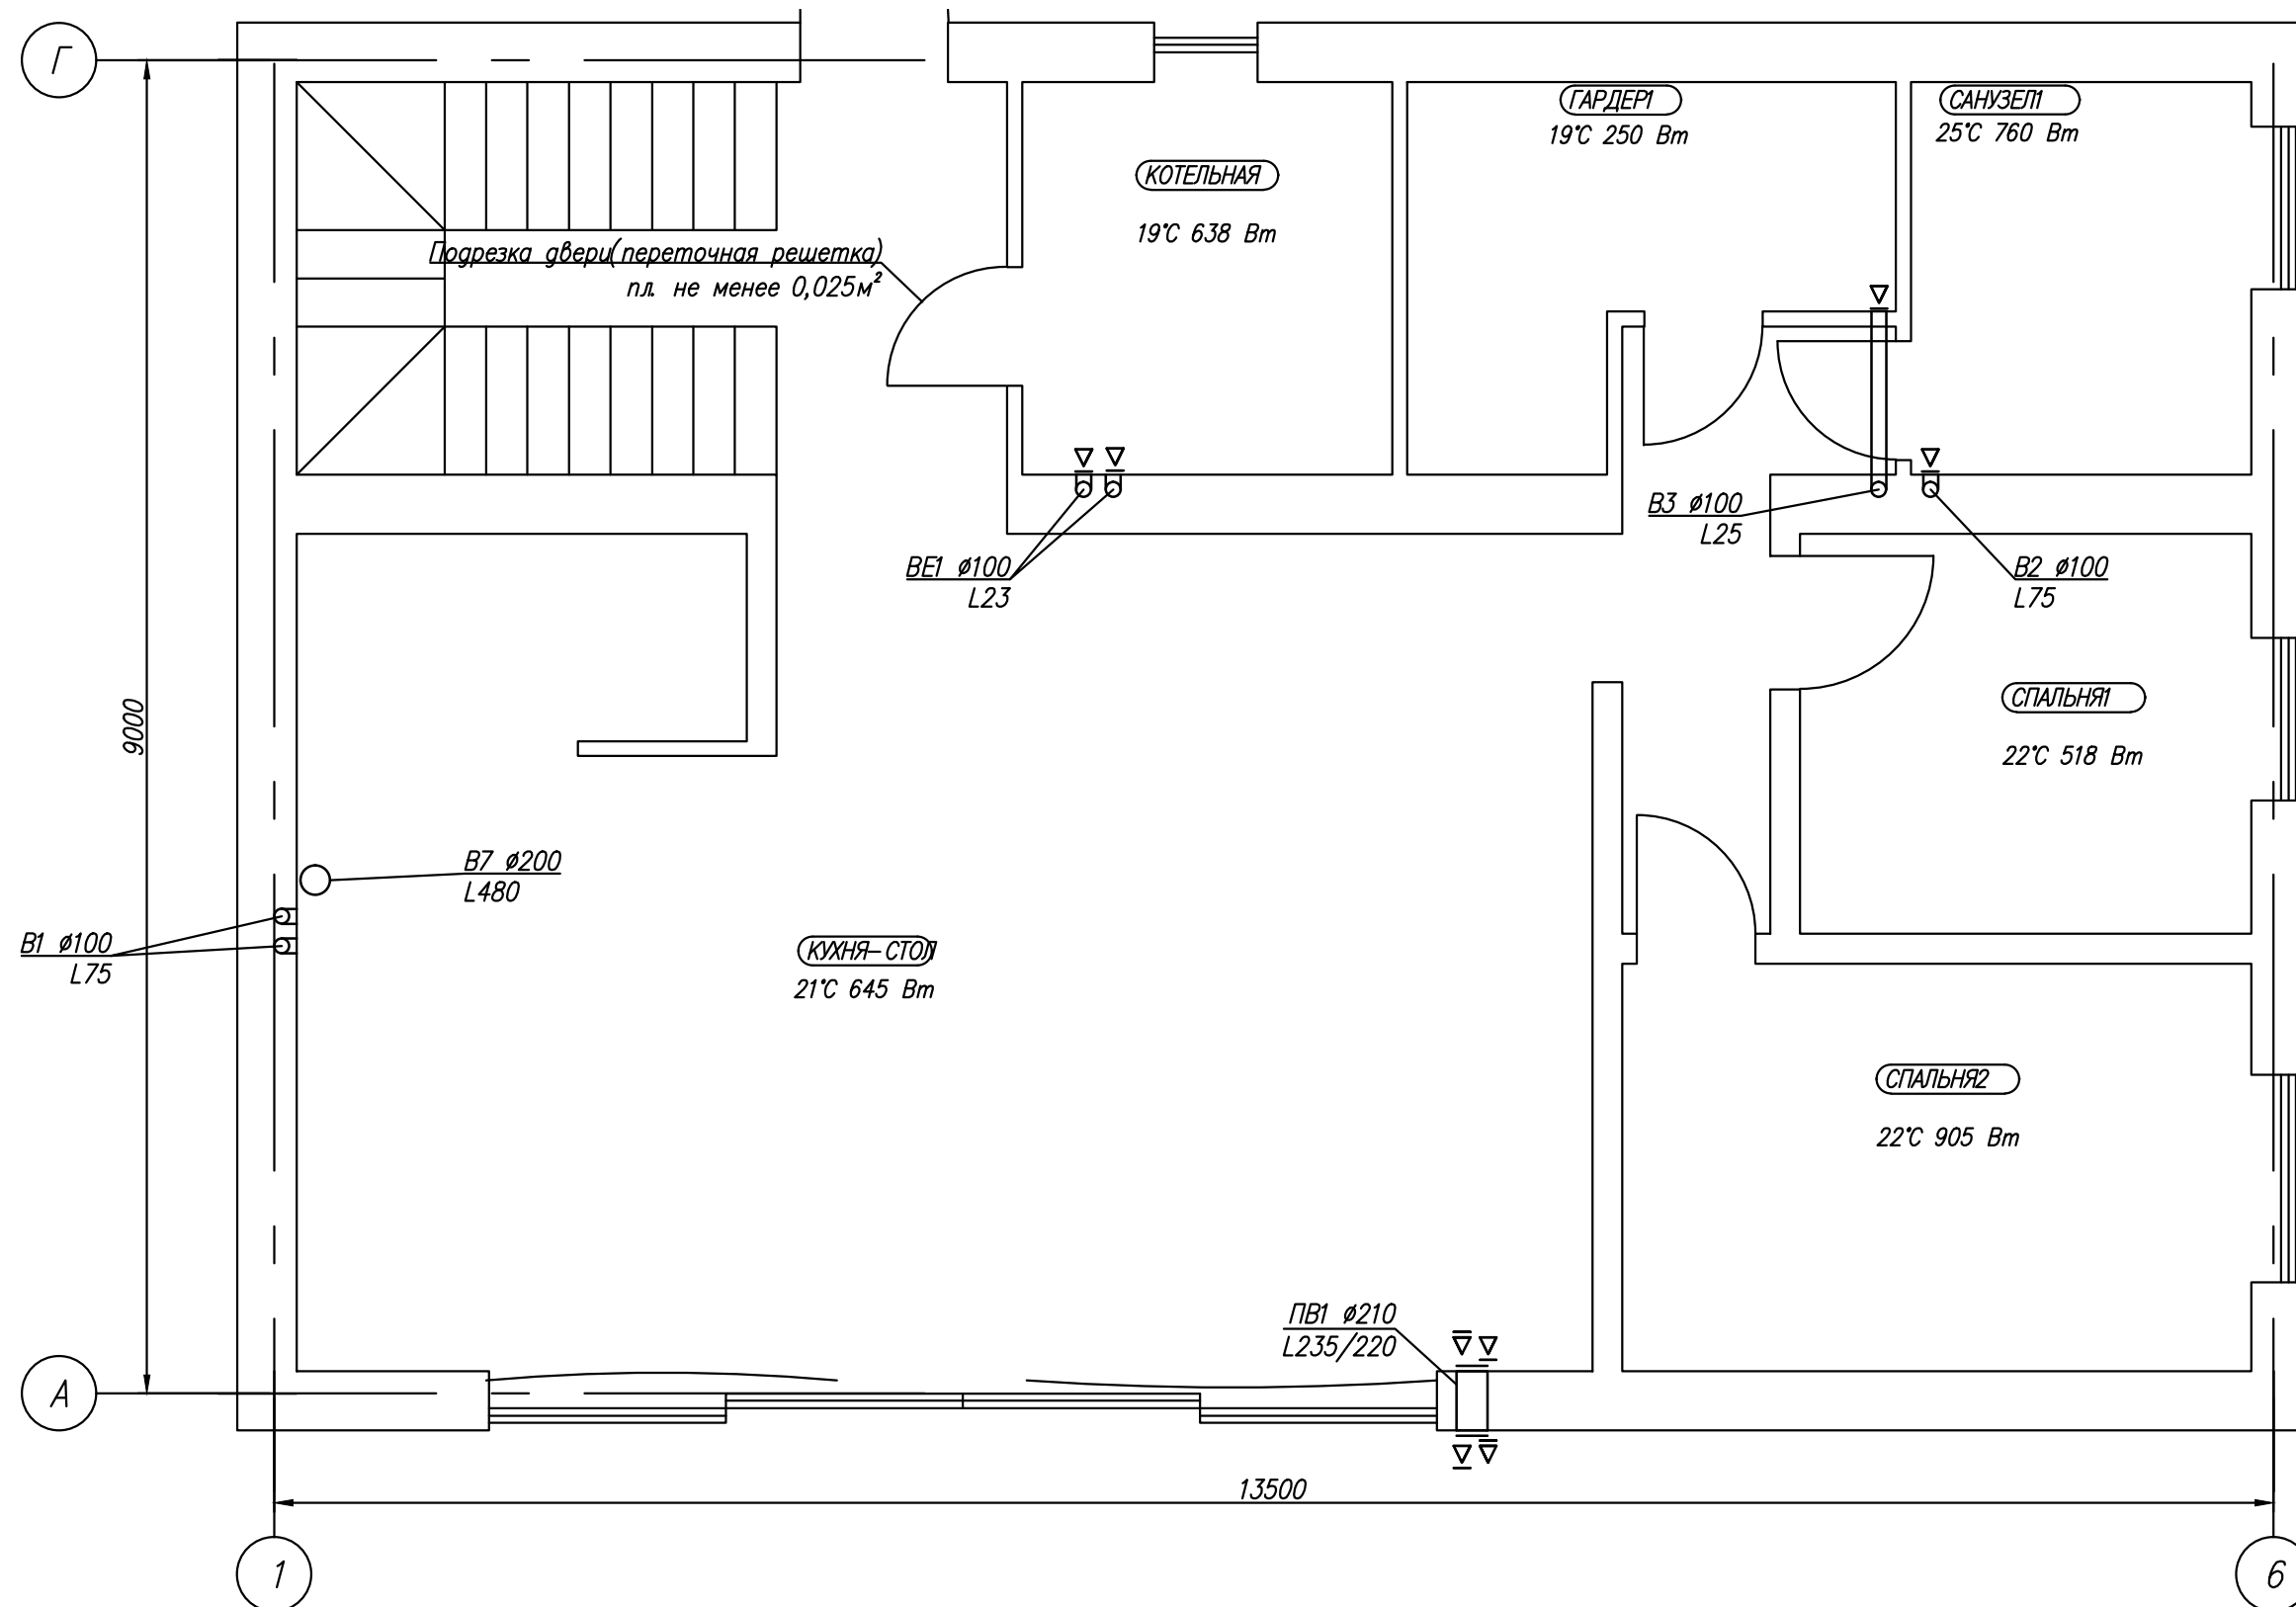 Г
ГАРДЕР1
19°С 250 Вт
САНУЗЕЛ1
25°С 760 Вт
КОТЕЛЬНАЯ
19°С 638 Вт
Подрезка двери(переточная решетка)
пл. не менее 0,025м²
В3 ø100
L25
ВЕ1 ø100
L23
В2 ø100
L75
9000
СПАЛЬНЯ1
22°С 518 Вт
В7 ø200
L480
В1 ø100
L75
КУХНЯ-СТОЛ
21°С 645 Вт
СПАЛЬНЯ2
22°С 905 Вт
ПВ1 ø210
L235/220
А
13500
1
6